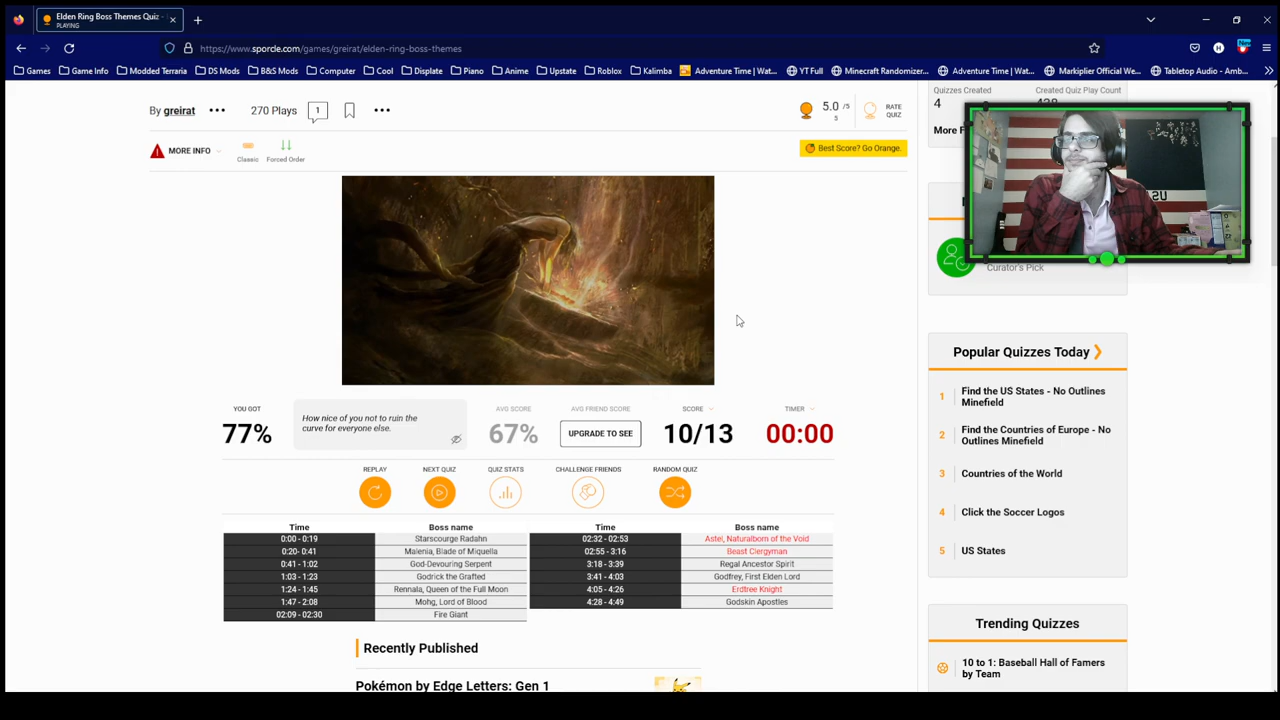 Elden Ring Boss Themes Quiz -
PLAYING
https://www.sporcle.com/games/greirat/elden-ring-boss-themes
Games
Game Info
Modded Terraria
DS Mods
B&S Mods
Computer
Cool
Displate
Piano
Anime
Upstate
Roblox
Kalimba
Adventure Time | Wat...
YT Full
Minecraft Randomizer...
Adventure Time | Wat...
Markiplier Official We...
Tabletop Audio - Amb...
H
New
By greirat
270 Plays
1
5.0 /5
5
RATE
QUIZ
MORE INFO
Classic
Forced Order
Best Score? Go Orange.
Quizzes Created
4
Created Quiz Play Count
More F
Curator's Pick
YOU GOT
77%
How nice of you not to ruin the
curve for everyone else.
AVG SCORE
67%
AVG FRIEND SCORE
UPGRADE TO SEE
SCORE
10/13
TIMER
00:00
REPLAY
NEXT QUIZ
QUIZ STATS
CHALLENGE FRIENDS
RANDOM QUIZ
Time Boss name
0:00 - 0:19 Starscourge Radahn
0:20- 0:41 Malenia, Blade of Miquella
0:41 - 1:02 God-Devouring Serpent
1:03 - 1:23 Godrick the Grafted
1:24 - 1:45 Rennala, Queen of the Full Moon
1:47 - 2:08 Mohg, Lord of Blood
02:09 - 02:30 Fire Giant
Time Boss name
02:32 - 02:53 Astel, Naturalborn of the Void
02:55 - 3:16 Beast Clergyman
3:18 - 3:39 Regal Ancestor Spirit
3:41 - 4:03 Godfrey, First Elden Lord
4:05 - 4:26 Erdtree Knight
4:28 - 4:49 Godskin Apostles
Recently Published
Pokémon by Edge Letters: Gen 1
Popular Quizzes Today
1 Find the US States - No Outlines
Minefield
2 Find the Countries of Europe - No
Outlines Minefield
3 Countries of the World
4 Click the Soccer Logos
5 US States
Trending Quizzes
10 to 1: Baseball Hall of Famers
by Team